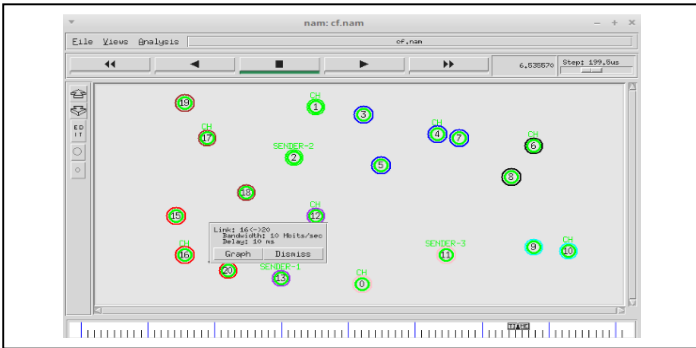 nam: cf.nam
File Views Analysis cf.nam
6.535570 Step: 199.5us
ED
IT
19
CH
1
3
CH
17
CH
4
7
CH
6
SENDER-2
2
5
8
18
15
CH
12
Link: 16<->20
Bandwidth: 10 Mbits/sec
Delay: 10 ms
Graph Dismiss
CH
16
20
SENDER-1
13
CH
0
SENDER-3
11
9
CH
10